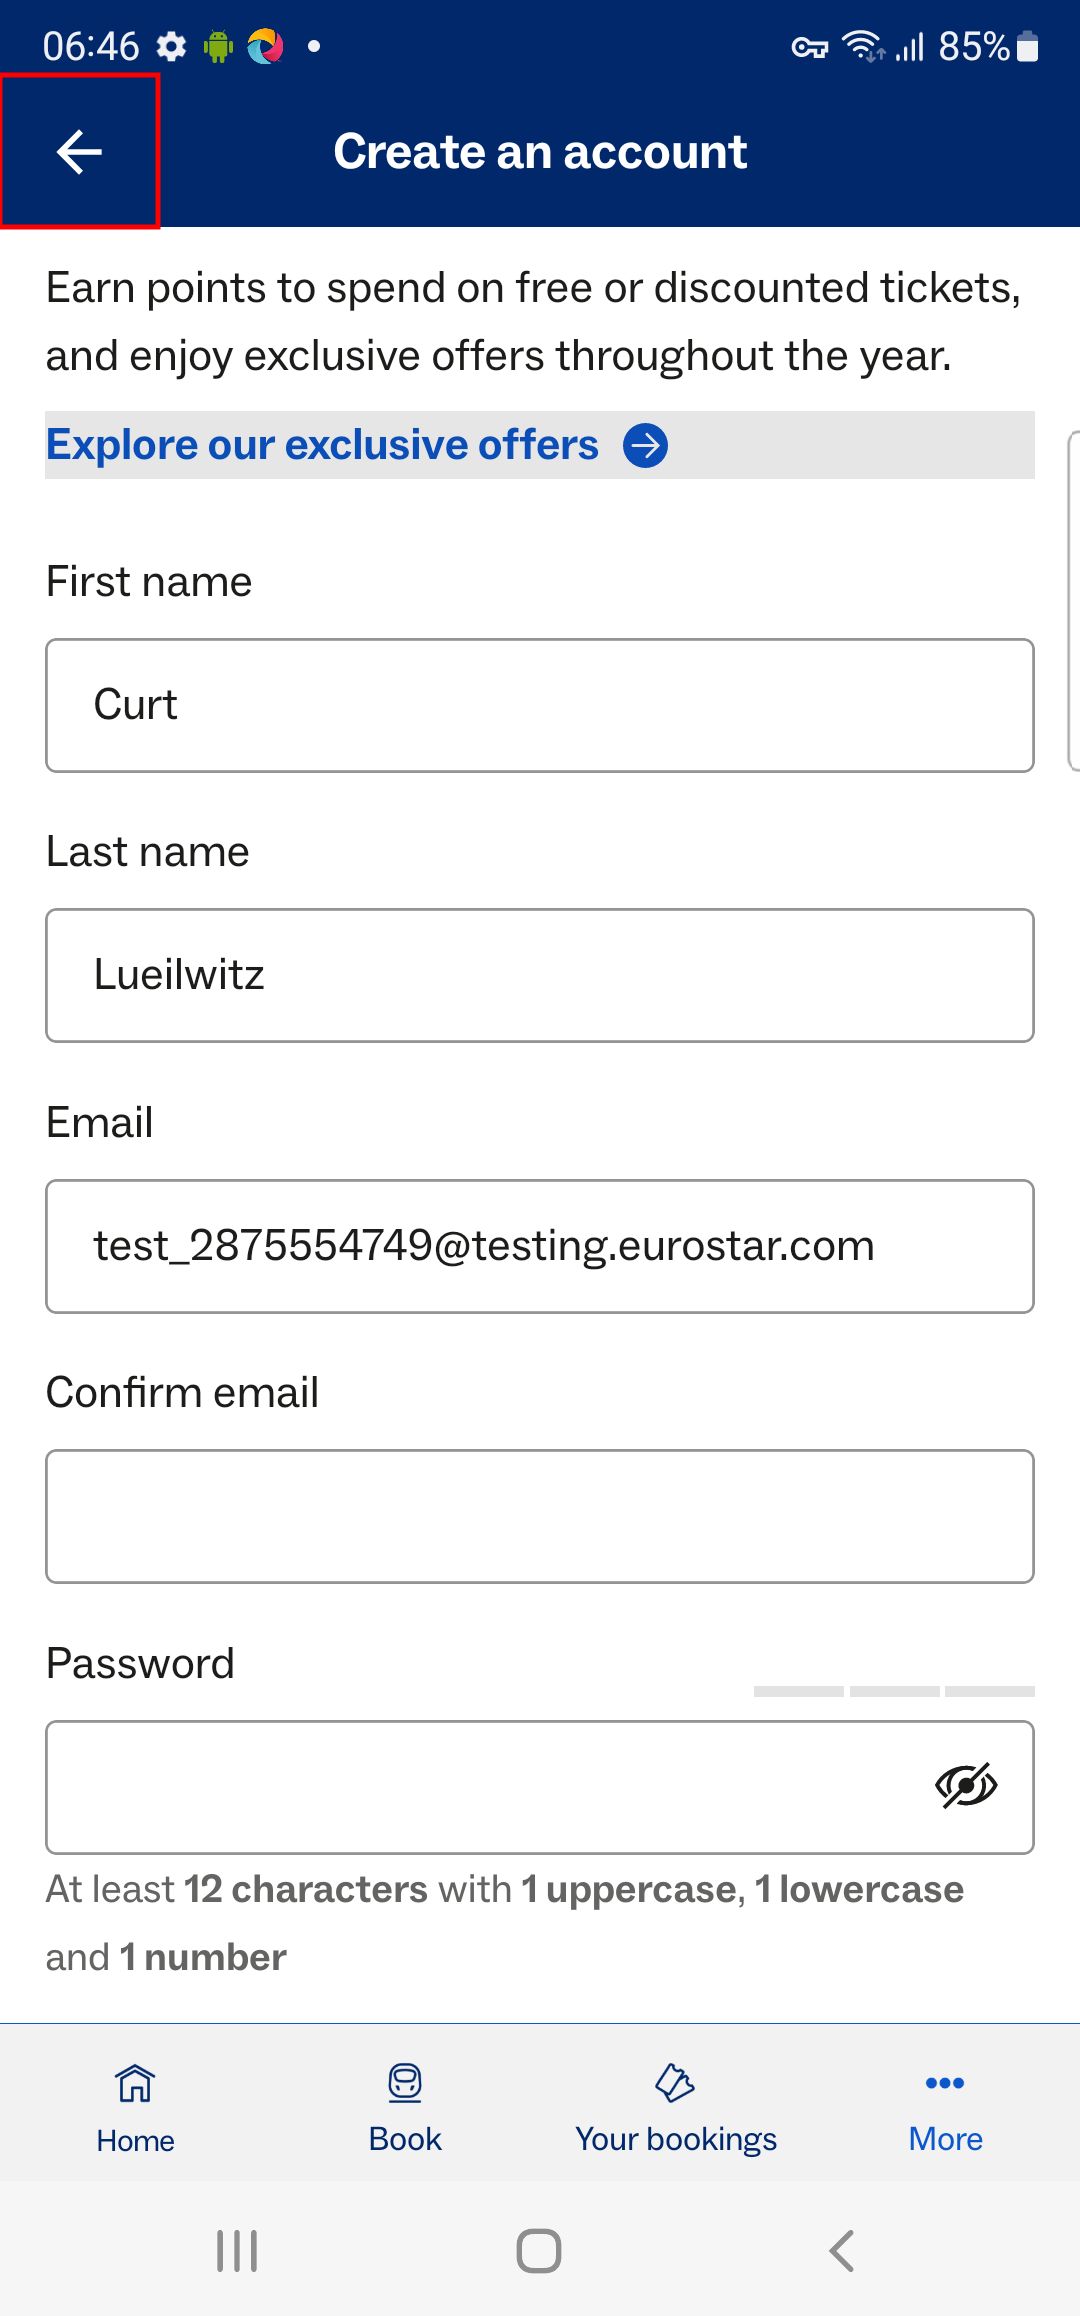 06:46
85%
Create an account
Earn points to spend on free or discounted tickets,
and enjoy exclusive offers throughout the year.
Explore our exclusive offers
First name
Curt
Last name
Lueilwitz
Email
test_2875554749@testing.eurostar.com
Confirm email
Password
At least 12 characters with 1 uppercase, 1 lowercase
and 1 number
Home
Book
Your bookings
More